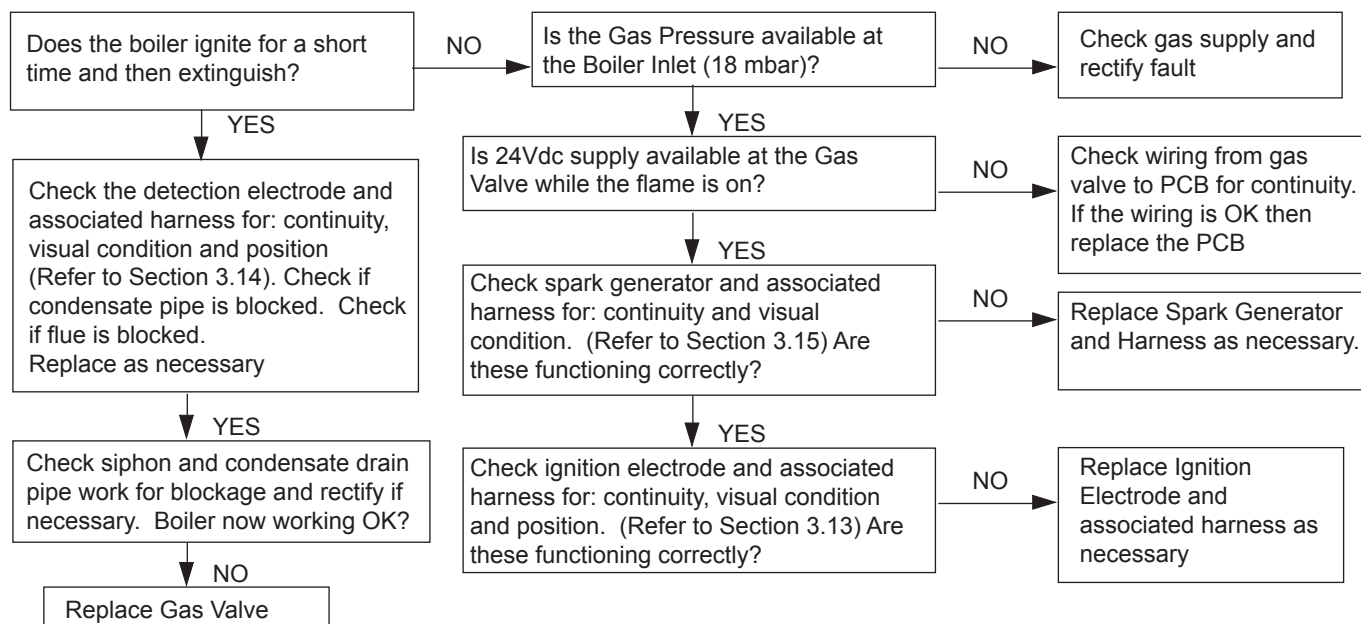 Does the boiler ignite for a short
time and then extinguish?
NO
Is the Gas Pressure available at
the Boiler Inlet (18 mbar)?
NO
Check gas supply and
rectify fault
YES
YES
Check the detection electrode and
associated harness for: continuity,
visual condition and position
(Refer to Section 3.14). Check if
condensate pipe is blocked. Check
if flue is blocked.
Replace as necessary
Is 24Vdc supply available at the Gas
Valve while the flame is on?
NO
Check wiring from gas
valve to PCB for continuity.
If the wiring is OK then
replace the PCB
YES
Check spark generator and associated
harness for: continuity and visual
condition. (Refer to Section 3.15) Are
these functioning correctly?
NO
Replace Spark Generator
and Harness as necessary.
YES
YES
Check siphon and condensate drain
pipe work for blockage and rectify if
necessary. Boiler now working OK?
Check ignition electrode and associated
harness for: continuity, visual condition
and position. (Refer to Section 3.13) Are
these functioning correctly?
NO
Replace Ignition
Electrode and
associated harness as
necessary
NO
Replace Gas Valve